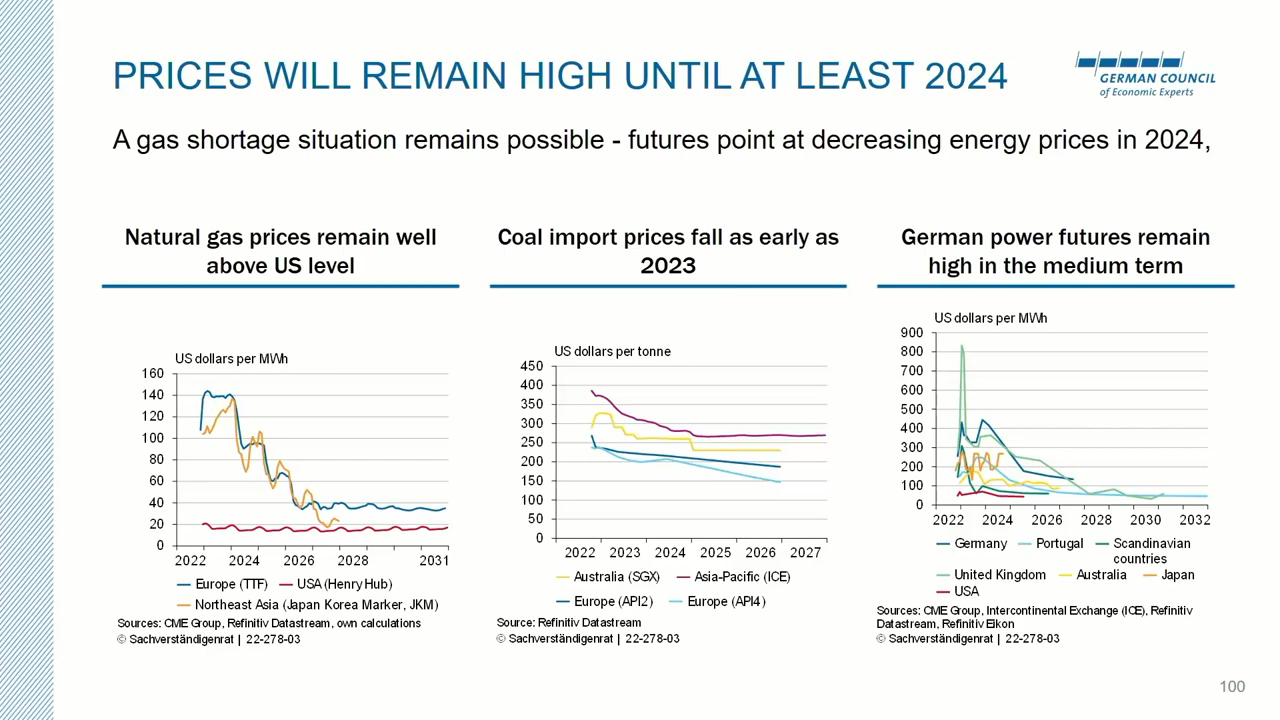 PRICES WILL REMAIN HIGH UNTIL AT LEAST 2024
GERMAN COUNCIL
of Economic Experts
A gas shortage situation remains possible - futures point at decreasing energy prices in 2024,
Natural gas prices remain well
above US level
US dollars per MWh
160
140
120
100
80
60
40
20
0
2022 2024 2026 2028 2031
Europe (TTF) USA (Henry Hub)
Northeast Asia (Japan Korea Marker, JKM)
Sources: CME Group, Refinitiv Datastream, own calculations
© Sachverständigenrat | 22-278-03
Coal import prices fall as early as
2023
US dollars per tonne
450
400
350
300
250
200
150
100
50
0
2022 2023 2024 2025 2026 2027
Australia (SGX) Asia-Pacific (ICE)
Europe (API2) Europe (API4)
Source: Refinitiv Datastream
© Sachverständigenrat | 22-278-03
German power futures remain
high in the medium term
US dollars per MWh
900
800
700
600
500
400
300
200
100
0
2022 2024 2026 2028 2030 2032
Germany Portugal Scandinavian
countries
United Kingdom Australia Japan
USA
Sources: CME Group, Intercontinental Exchange (ICE), Refinitiv
Datastream, Refinitiv Eikon
© Sachverständigenrat | 22-278-03
100